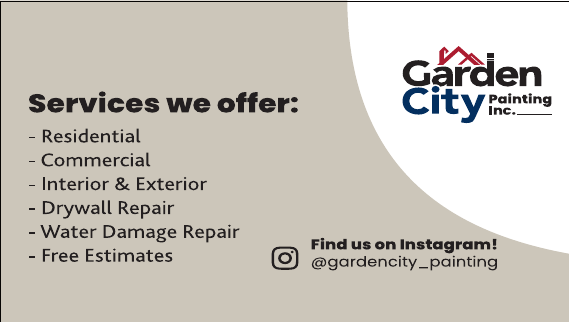 Garden
City Painting
Inc.
Services we offer:
- Residential
- Commercial
- Interior & Exterior
- Drywall Repair
- Water Damage Repair
- Free Estimates
Find us on Instagram!
@gardencity_painting